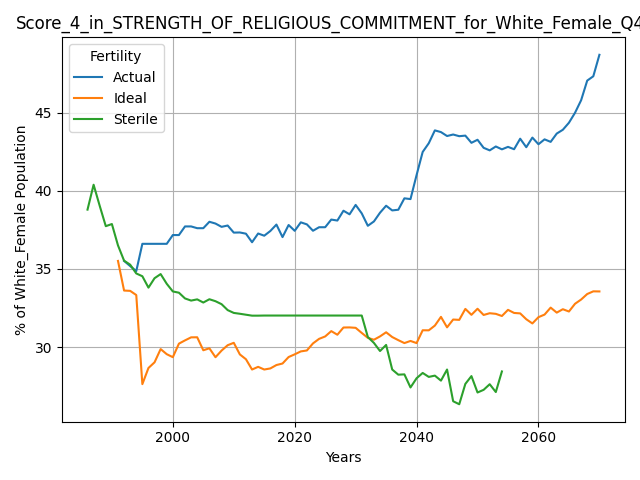 Score_4_in_STRENGTH_OF_RELIGIOUS_COMMITMENT_for_White_Female_Q4
Fertility
Actual
Ideal
Sterile
% of White_Female Population
45
40
35
30
2000
2020
2040
2060
Years